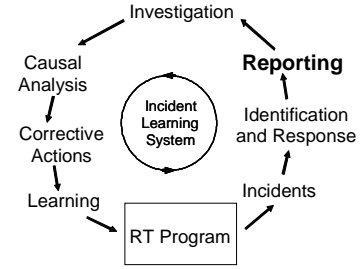 Investigation
Reporting
Causal
Analysis
Identification
and Response
Incident
Learning
System
Corrective
Actions
Incidents
Learning
RT Program